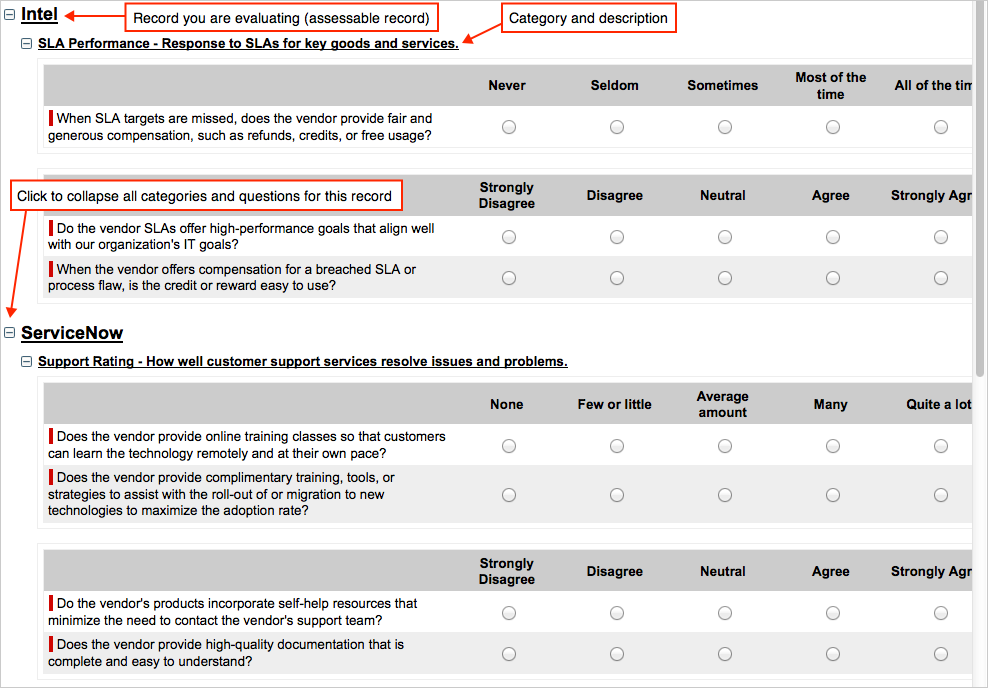 Intel
Record you are evaluating (assessable record)
Category and description
SLA Performance - Response to SLAs for key goods and services.
Never Seldom Sometimes Most of the time All of the tim
When SLA targets are missed, does the vendor provide fair and
generous compensation, such as refunds, credits, or free usage?
Click to collapse all categories and questions for this record
Strongly Disagree Disagree Neutral Agree Strongly Agr
Do the vendor SLAs offer high-performance goals that align well
with our organization's IT goals?
When the vendor offers compensation for a breached SLA or
process flaw, is the credit or reward easy to use?
ServiceNow
Support Rating - How well customer support services resolve issues and problems.
None Few or little Average amount Many Quite a lot
Does the vendor provide online training classes so that customers
can learn the technology remotely and at their own pace?
Does the vendor provide complimentary training, tools, or
strategies to assist with the roll-out of or migration to new
technologies to maximize the adoption rate?
Strongly Disagree Disagree Neutral Agree Strongly Agr
Do the vendor's products incorporate self-help resources that
minimize the need to contact the vendor's support team?
Does the vendor provide high-quality documentation that is
complete and easy to understand?